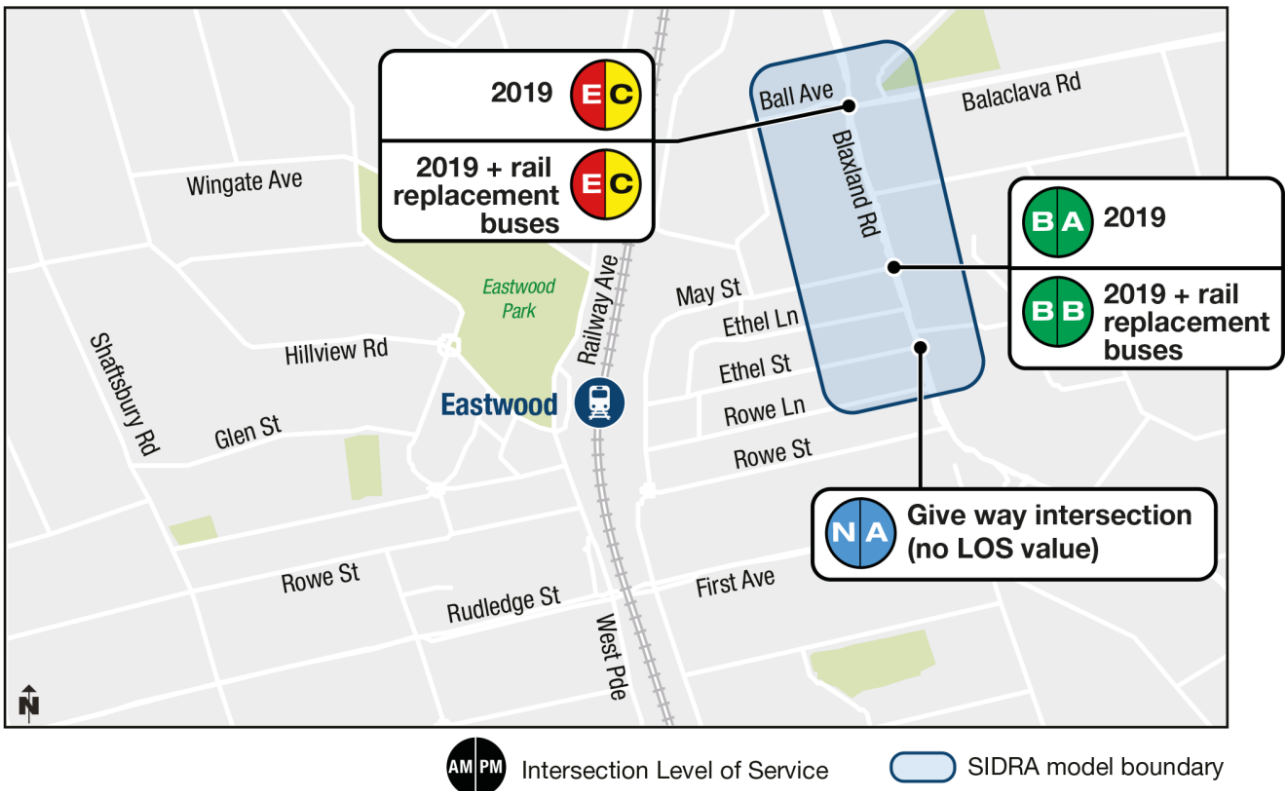 2019
E C
2019 + rail
replacement
buses
E C
Ball Ave
Balaclava Rd
Blaxland Rd
Wingate Ave
B A
2019
B B
2019 + rail
replacement
buses
Eastwood
Park
Railway Ave
May St
Ethel Ln
Ethel St
Rowe Ln
Rowe St
Shaftsbury Rd
Hillview Rd
Eastwood
Glen St
N A
Give way intersection
(no LOS value)
Rowe St
Rudledge St
First Ave
West Pde
N
AM PM
Intersection Level of Service
SIDRA model boundary